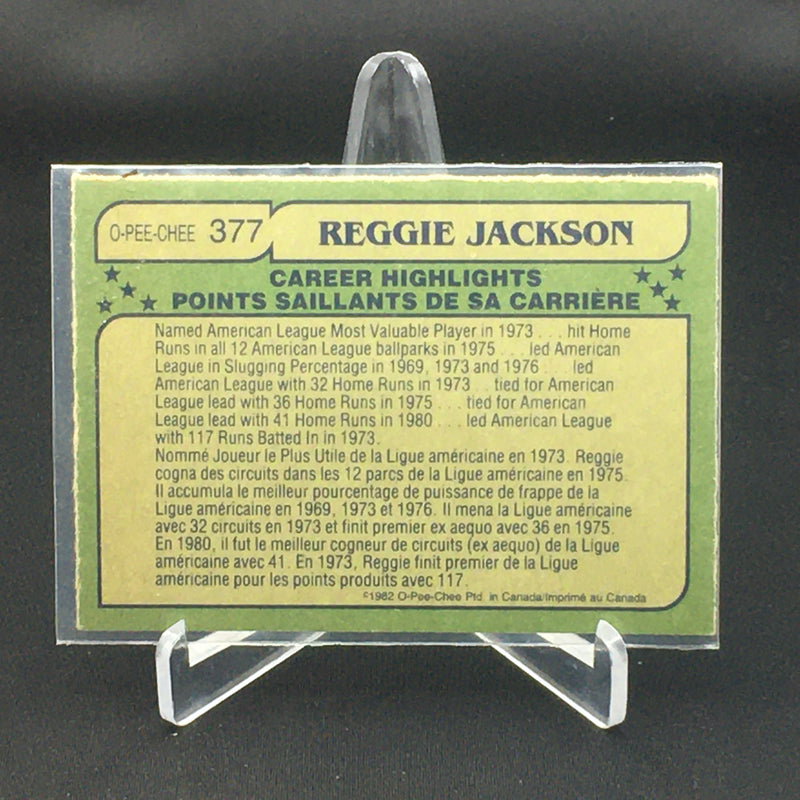 O-PEE-CHEE 377 REGGIE JACKSON
CAREER HIGHLIGHTS
POINTS SAILLANTS DE SA CARRIÈRE
Named American League Most Valuable Player in 1973 . . . hit Home
Runs in all 12 American League ballparks in 1975 . . . led American
League in Slugging Percentage in 1969, 1973 and 1976 . . . led
American League with 32 Home Runs in 1973 . . . tied for American
League lead with 36 Home Runs in 1975 . . . tied for American
League lead with 41 Home Runs in 1980 . . . led American League
with 117 Runs Batted In in 1973.
Nommé Joueur le Plus Utile de la Ligue américaine en 1973. Reggie
cogna des circuits dans les 12 parcs de la Ligue américaine en 1975.
Il accumula le meilleur pourcentage de puissance de frappe de la
Ligue américaine en 1969, 1973 et 1976. Il mena la Ligue américaine
avec 32 circuits en 1973 et finit premier ex aequo avec 36 en 1975.
En 1980, il fut le meilleur cogneur de circuits (ex aequo) de la Ligue
américaine avec 41. En 1973, Reggie finit premier de la Ligue
américaine pour les points produits avec 117.
©1982 O-Pee-Chee Ptd. in Canada/Imprimé au Canada